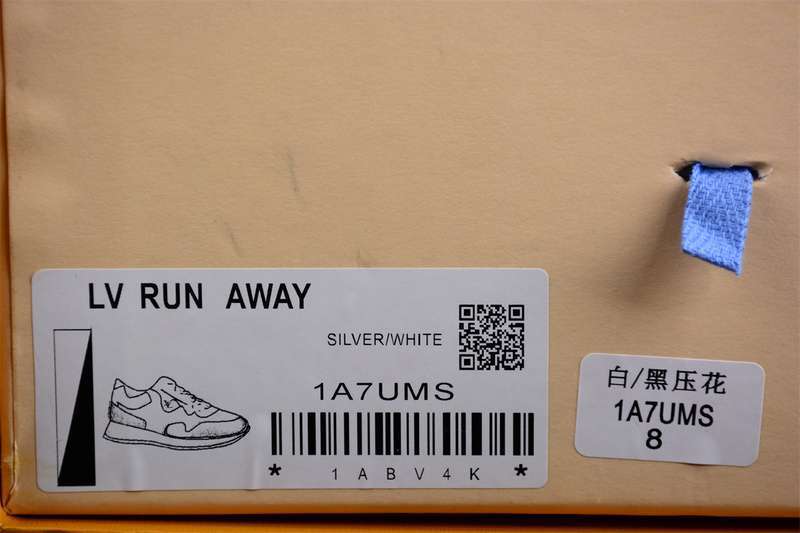 LV RUN AWAY
SILVER/WHITE
1A7UMS
* 1ABV4K *
白/黑压花
1A7UMS
8